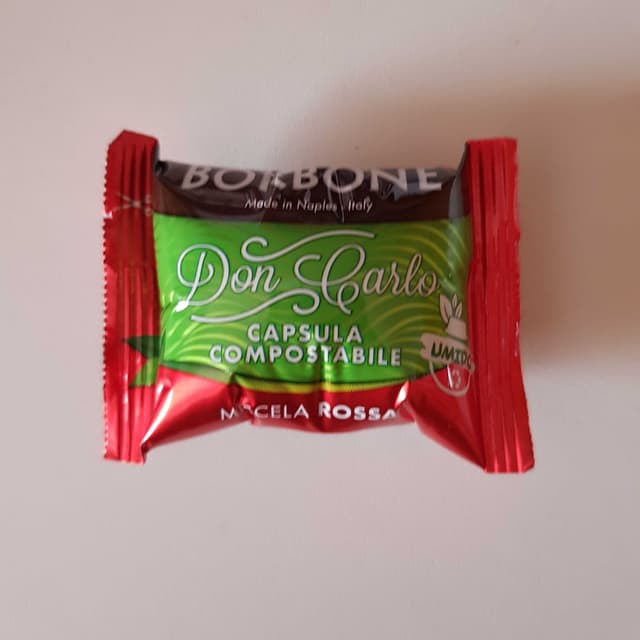 BORBONE
Made in Naples, Italy
Don Carlo
CAPSULA
COMPOSTABILE
UMIDO
MISCELA ROSSA